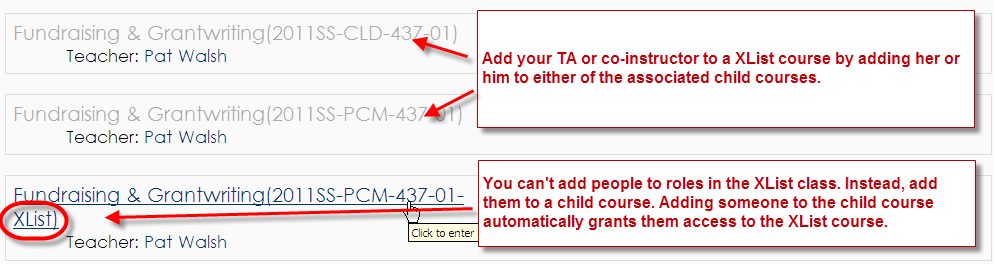 Fundraising & Grantwriting(2011SS-CLD-437-01)
Teacher: Pat Walsh
Add your TA or co-instructor to a XList course by adding her or
him to either of the associated child courses.
Fundraising & Grantwriting(2011SS-PCM-437-01)
Teacher: Pat Walsh
Fundraising & Grantwriting(2011SS-PCM-437-01-
XList)
Teacher: Pat Walsh
Click to enter
You can't add people to roles in the XList class. Instead, add
them to a child course. Adding someone to the child course
automatically grants them access to the XList course.